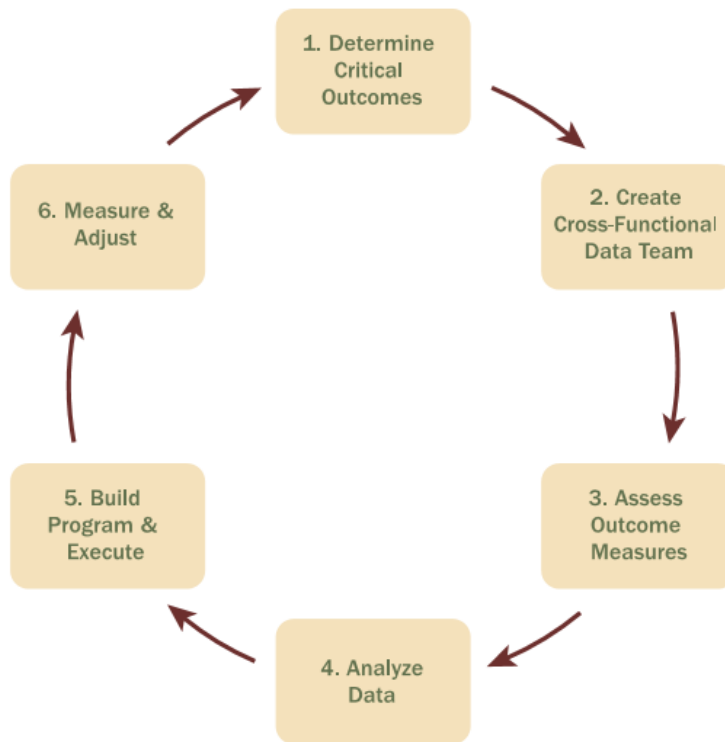 1. Determine
Critical
Outcomes
2. Create
Cross-Functional
Data Team
3. Assess
Outcome
Measures
4. Analyze
Data
5. Build
Program &
Execute
6. Measure &
Adjust